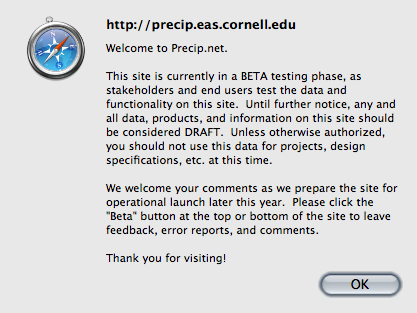 http://precip.eas.cornell.edu
Welcome to Precip.net.
This site is currently in a BETA testing phase, as
stakeholders and end users test the data and
functionality on this site.  Until further notice, any and
all data, products, and information on this site should
be considered DRAFT.  Unless otherwise authorized,
you should not use this data for projects, design
specifications, etc. at this time.
We welcome your comments as we prepare the site for
operational launch later this year.  Please click the
"Beta" button at the top or bottom of the site to leave
feedback, error reports, and comments.
Thank you for visiting!
OK